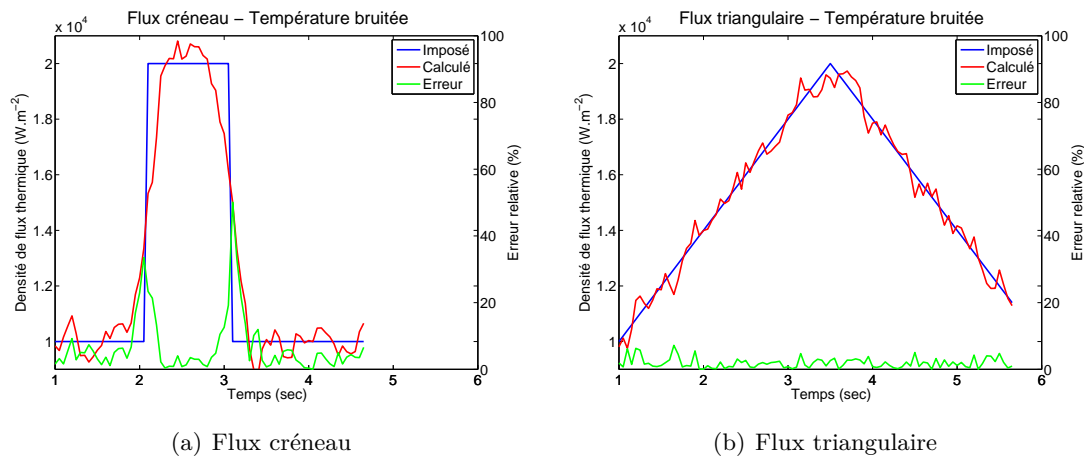 Flux créneau − Température bruitée
x 10⁴
Densité de flux thermique (W.m⁻²)
2
1.8
1.6
1.4
1.2
1
Imposé
Calculé
Erreur
100
80
60
40
20
0
Erreur relative (%)
1 2 3 4 5 6
Temps (sec)
(a) Flux créneau
Flux triangulaire − Température bruitée
x 10⁴
Densité de flux thermique (W.m⁻²)
2
1.8
1.6
1.4
1.2
1
Imposé
Calculé
Erreur
100
80
60
40
20
0
Erreur relative (%)
1 2 3 4 5 6
Temps (sec)
(b) Flux triangulaire